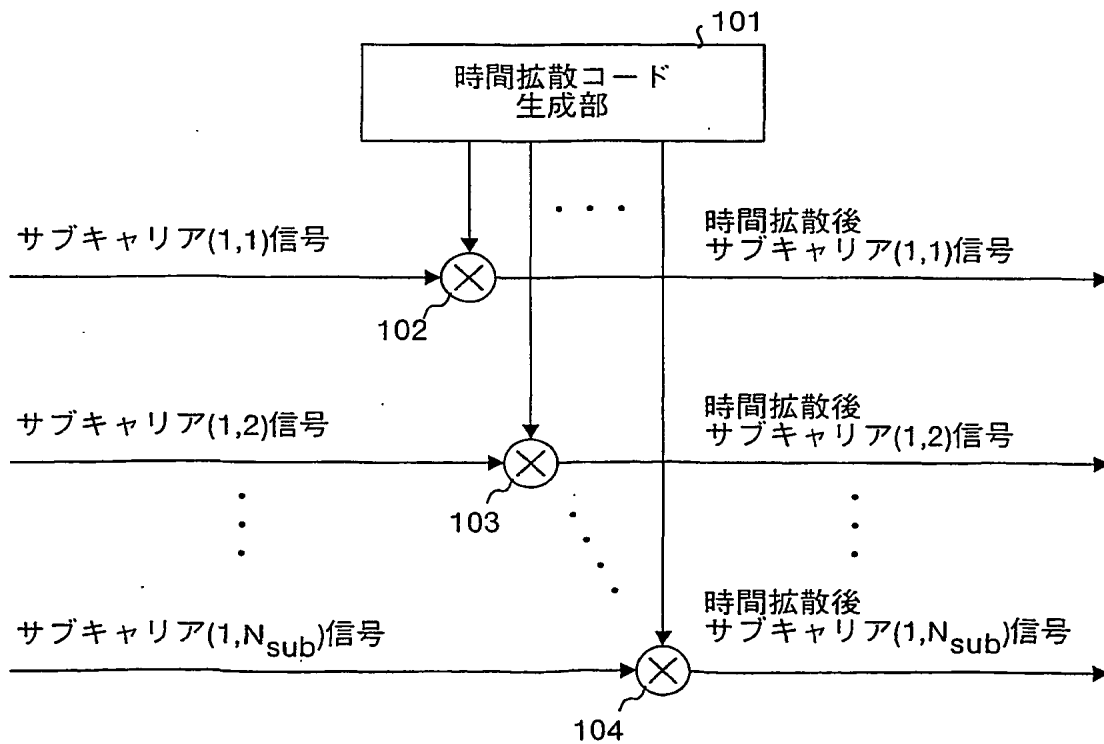 101
時間拡散コード
生成部
サブキャリア(1,1)信号
時間拡散後
サブキャリア(1,1)信号
102
サブキャリア(1,2)信号
時間拡散後
サブキャリア(1,2)信号
103
サブキャリア(1,Nsub)信号
時間拡散後
サブキャリア(1,Nsub)信号
104